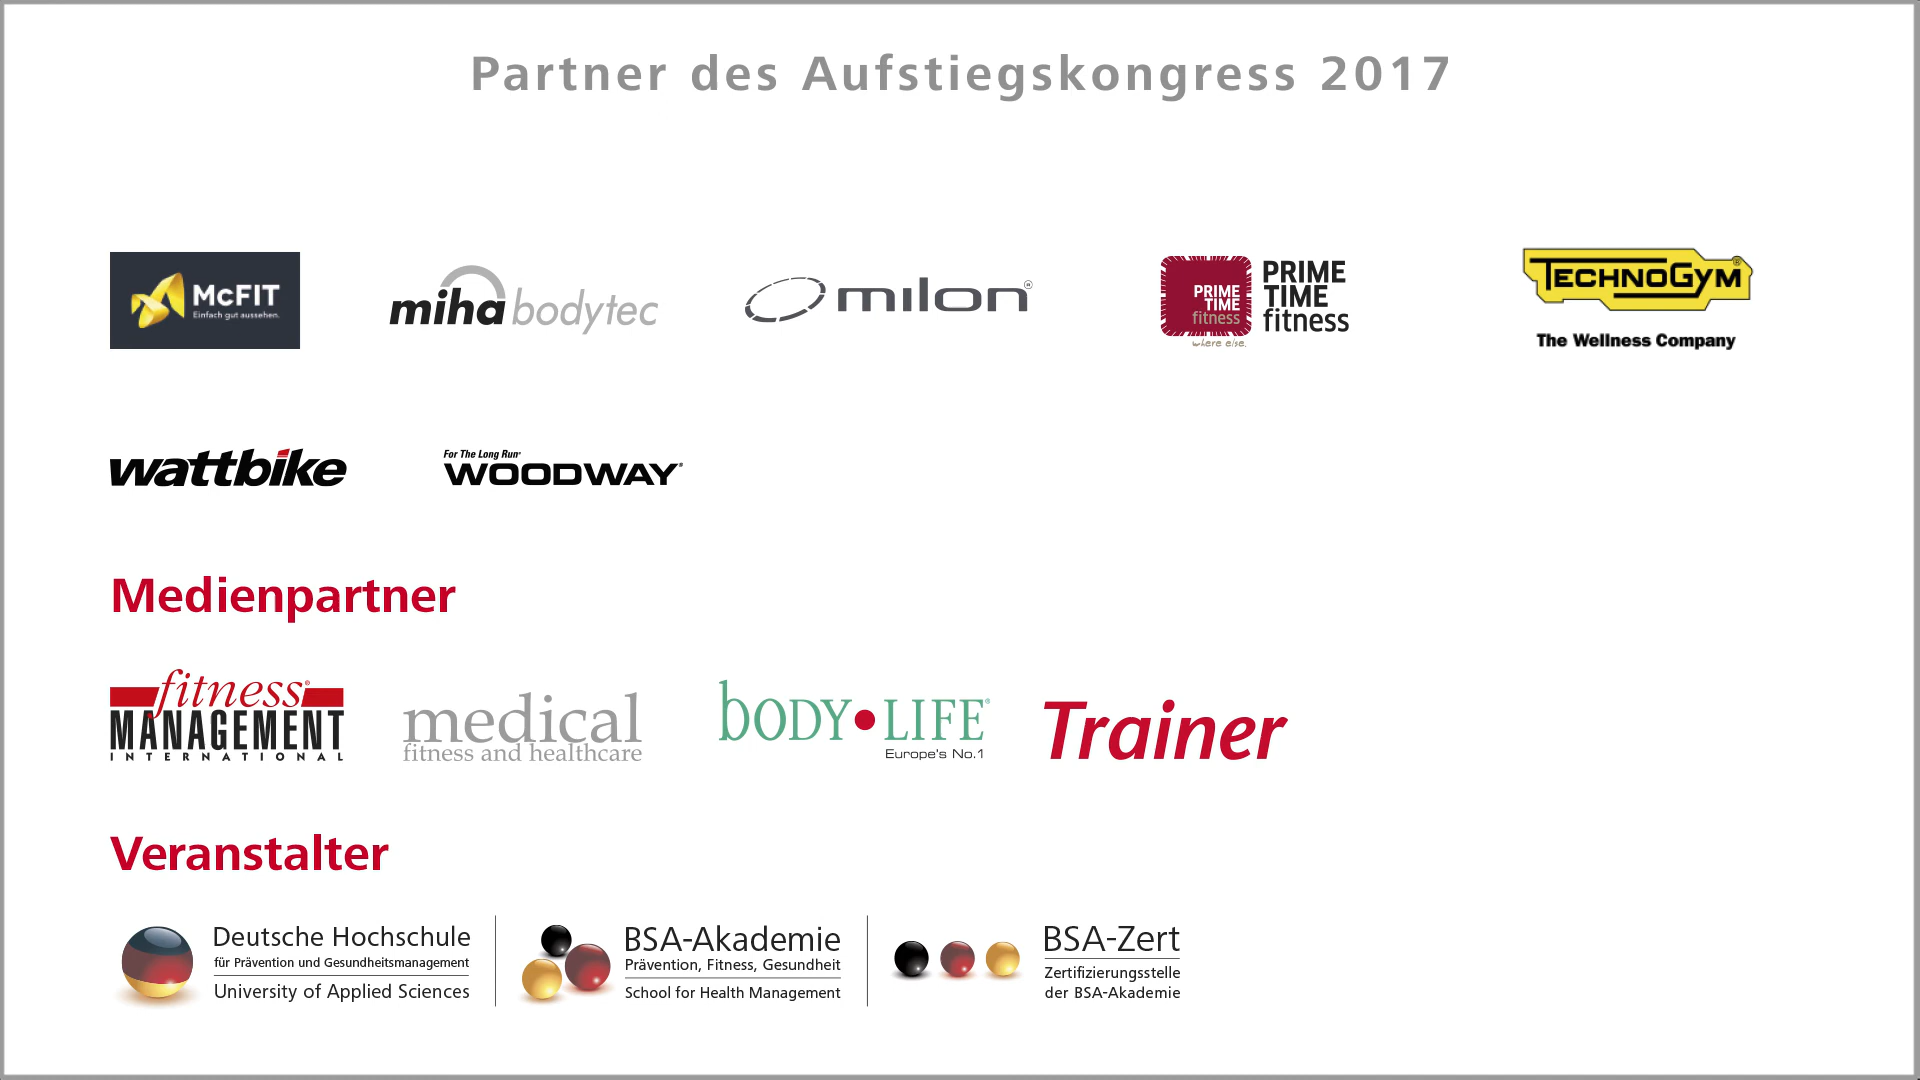 Partner des Aufstiegskongress 2017
McFIT
Einfach gut aussehen.
miha bodytec
milon®
PRIME
TIME
fitness
where else.
PRIME
TIME
fitness
TECHNOGYM®
The Wellness Company
wattbike
For The Long Run®
WOODWAY®
Medienpartner
fitness®
MANAGEMENT
INTERNATIONAL
medical
fitness and healthcare
bODY•LIFE®
Europe's No.1
Trainer
Veranstalter
Deutsche Hochschule
für Prävention und Gesundheitsmanagement
University of Applied Sciences
BSA-Akademie
Prävention, Fitness, Gesundheit
School for Health Management
BSA-Zert
Zertifizierungsstelle
der BSA-Akademie